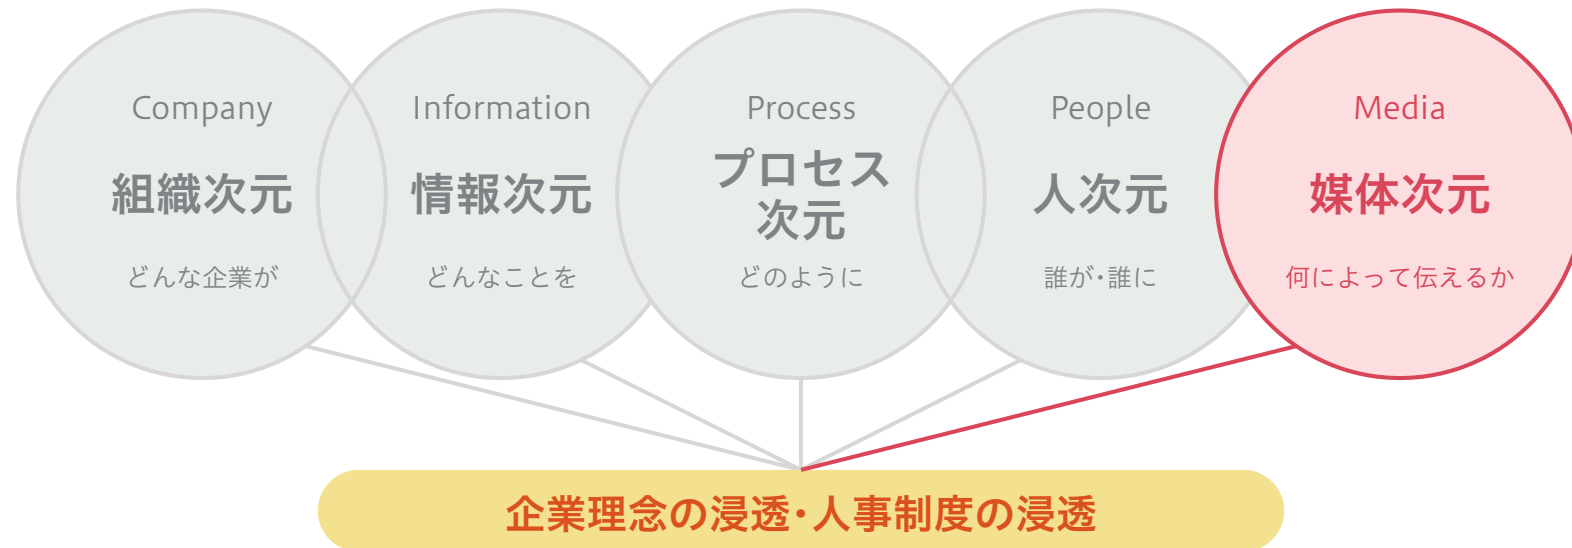 Company
組織次元
どんな企業が
Information
情報次元
どんなことを
Process
プロセス
次元
どのように
People
人次元
誰が・誰に
Media
媒体次元
何によって伝えるか
企業理念の浸透・人事制度の浸透